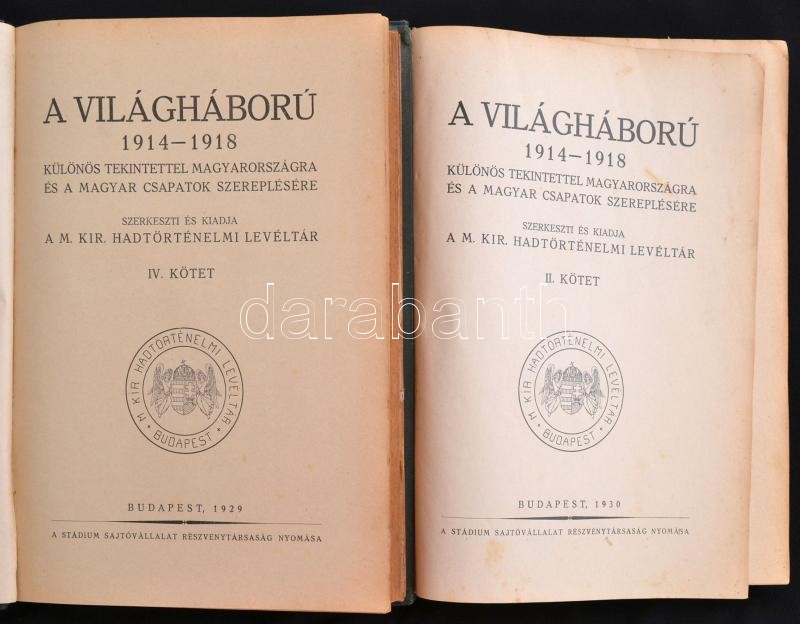 A VILÁGHÁBORÚ
1914—1918
KÜLÖNÖS TEKINTETTEL MAGYARORSZÁGRA
ÉS A MAGYAR CSAPATOK SZEREPLÉSÉRE
SZERKESZTI ÉS KIADJA
A M. KIR. HADTÖRTÉNELMI LEVÉLTÁR
IV. KÖTET
M. KIR. HADTÖRTÉNELMI LEVÉLTÁR
• BUDAPEST •
BUDAPEST, 1929
A STÁDIUM SAJTÓVÁLLALAT RÉSZVÉNYTÁRSASÁG NYOMÁSA
A VILÁGHÁBORÚ
1914—1918
KÜLÖNÖS TEKINTETTEL MAGYARORSZÁGRA
ÉS A MAGYAR CSAPATOK SZEREPLÉSÉRE
SZERKESZTI ÉS KIADJA
A M. KIR. HADTÖRTÉNELMI LEVÉLTÁR
II. KÖTET
M. KIR. HADTÖRTÉNELMI LEVÉLTÁR
• BUDAPEST •
BUDAPEST, 1930
A STÁDIUM SAJTÓVÁLLALAT RÉSZVÉNYTÁRSASÁG NYOMÁSA
darabanth